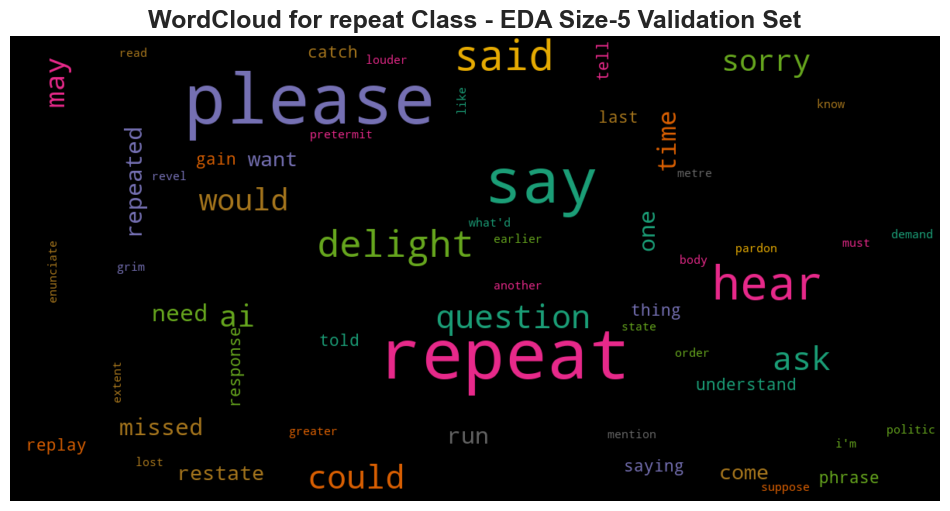 WordCloud for repeat Class - EDA Size-5 Validation Set
read
catch
louder
said
tell
sorry
may
please
like
know
pretermit
last
time
repeated
gain
want
revel
say
metre
would
what'd
one
delight
earlier
demand
pardon
must
enunciate
grim
body
hear
another
need
ai
question
thing
state
told
response
repeat
order
ask
extent
understand
missed
greater
run
mention
politic
replay
i'm
lost
restate
could
saying
come
phrase
suppose